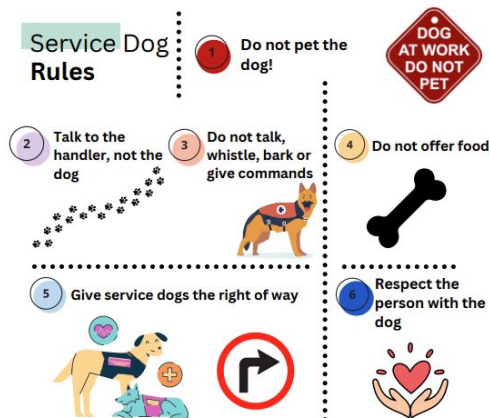 Service Dog
Rules
1
Do not pet the
dog!
DOG
AT WORK
DO NOT
PET
2
Talk to the
handler, not the
dog
3
Do not talk,
whistle, bark or
give commands
4
Do not offer food
5
Give service dogs the right of way
6
Respect the
person with the
dog